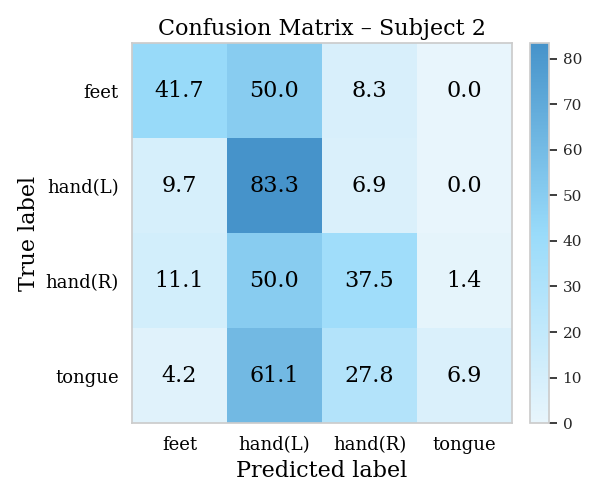 Confusion Matrix – Subject 2
feet 41.7 50.0 8.3 0.0
hand(L) 9.7 83.3 6.9 0.0
hand(R) 11.1 50.0 37.5 1.4
tongue 4.2 61.1 27.8 6.9
feet hand(L) hand(R) tongue
Predicted label
True label
80
70
60
50
40
30
20
10
0